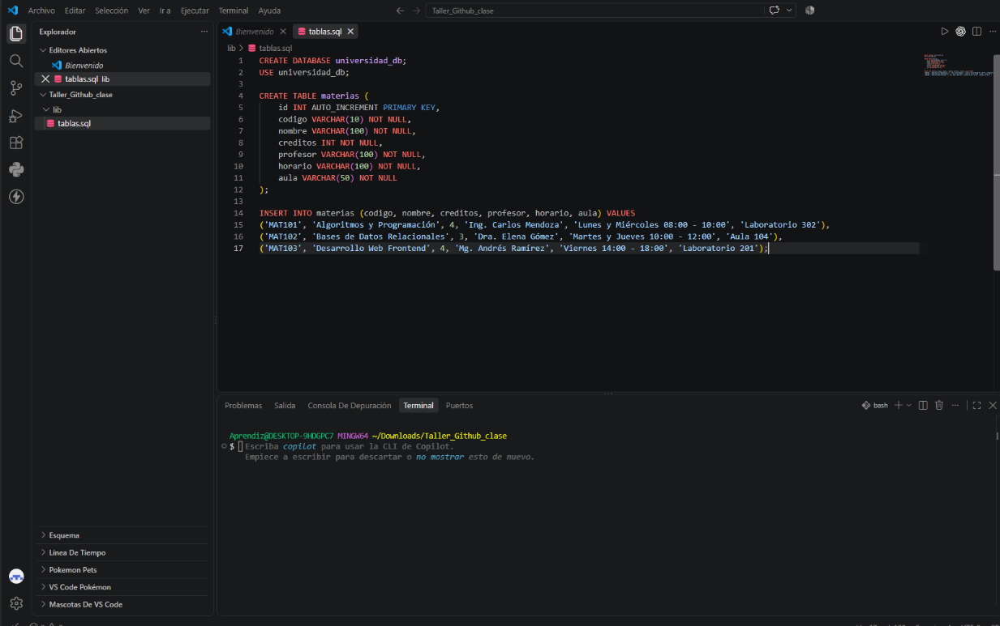 Archivo Editar Selección Ver Ir a Ejecutar Terminal Ayuda
Taller_Github_clase
Explorador
Editores Abiertos
Bienvenido
tablas.sql lib
Taller_Github_clase
lib
tablas.sql
Bienvenido
tablas.sql
lib > tablas.sql
1 CREATE DATABASE universidad_db;
2 USE universidad_db;
3
4 CREATE TABLE materias (
5 id INT AUTO_INCREMENT PRIMARY KEY,
6 codigo VARCHAR(10) NOT NULL,
7 nombre VARCHAR(100) NOT NULL,
8 creditos INT NOT NULL,
9 profesor VARCHAR(100) NOT NULL,
10 horario VARCHAR(100) NOT NULL,
11 aula VARCHAR(50) NOT NULL
12 );
13
14 INSERT INTO materias (codigo, nombre, creditos, profesor, horario, aula) VALUES
15 ('MAT101', 'Algoritmos y Programación', 4, 'Ing. Carlos Mendoza', 'Lunes y Miércoles 08:00 - 10:00', 'Laboratorio 302'),
16 ('MAT102', 'Bases de Datos Relacionales', 3, 'Dra. Elena Gómez', 'Martes y Jueves 10:00 - 12:00', 'Aula 104'),
17 ('MAT103', 'Desarrollo Web Frontend', 4, 'Mg. Andrés Ramírez', 'Viernes 14:00 - 18:00', 'Laboratorio 201');
Problemas Salida Consola De Depuración Terminal Puertos
bash
Aprendiz@DESKTOP-9HDGPC7 MINGW64 ~/Downloads/Taller_Github_clase
$ Escriba copilot para usar la CLI de Copilot.
Empiece a escribir para descartar o no mostrar esto de nuevo.
Esquema
Línea De Tiempo
Pokemon Pets
VS Code Pokémon
Mascotas De VS Code